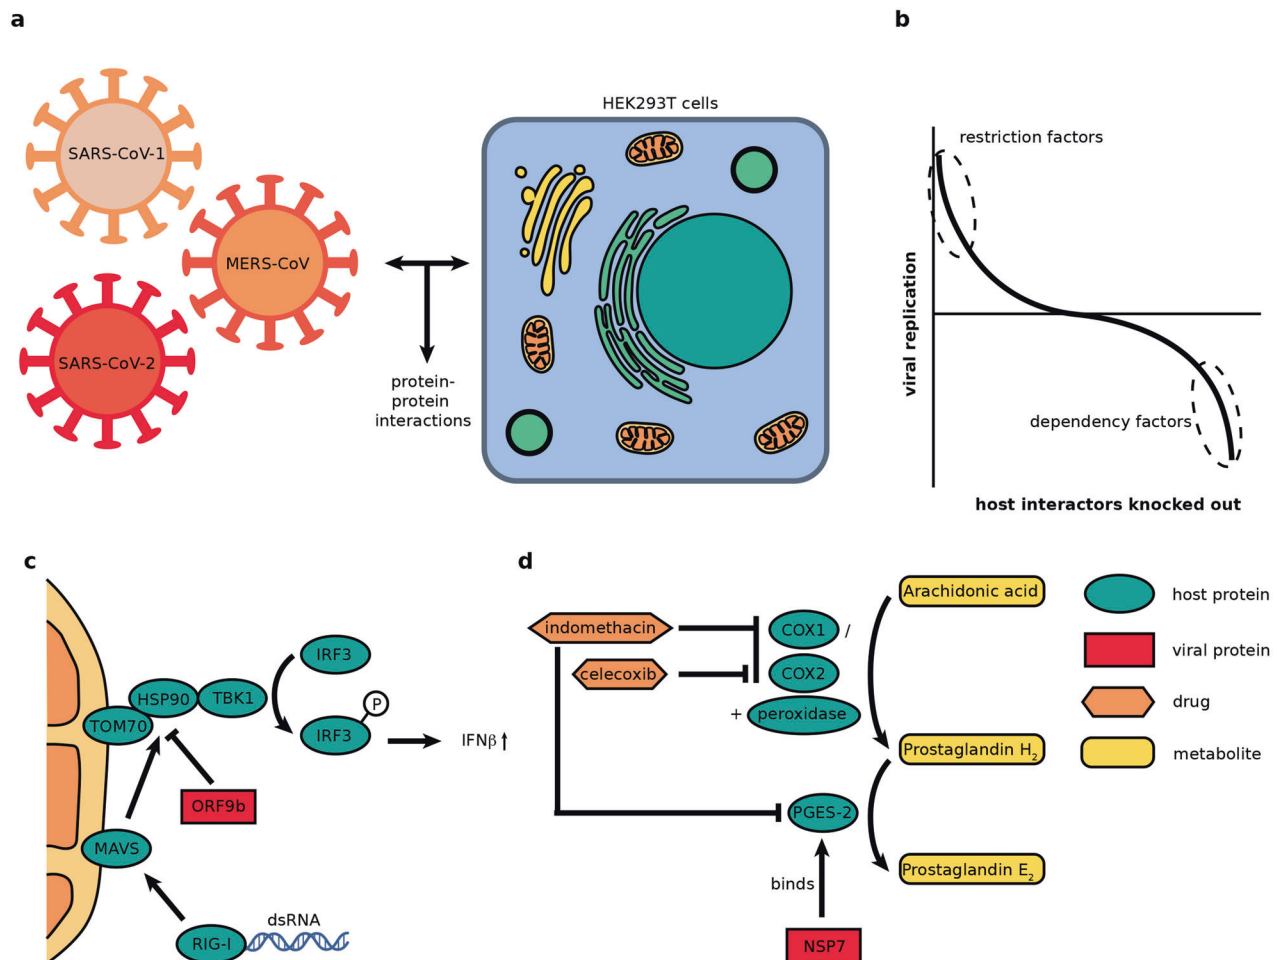 a
SARS-CoV-1
MERS-CoV
SARS-CoV-2
protein-
protein
interactions
HEK293T cells
b
restriction factors
viral replication
dependency factors
host interactors knocked out
c
IRF3
HSP90
TBK1
TOM70
P
IRF3
IFNβ↑
ORF9b
MAVS
dsRNA
RIG-I
d
indomethacin
celecoxib
COX1 /
COX2
+ peroxidase
PGES-2
binds
NSP7
Arachidonic acid
Prostaglandin H₂
Prostaglandin E₂
host protein
viral protein
drug
metabolite